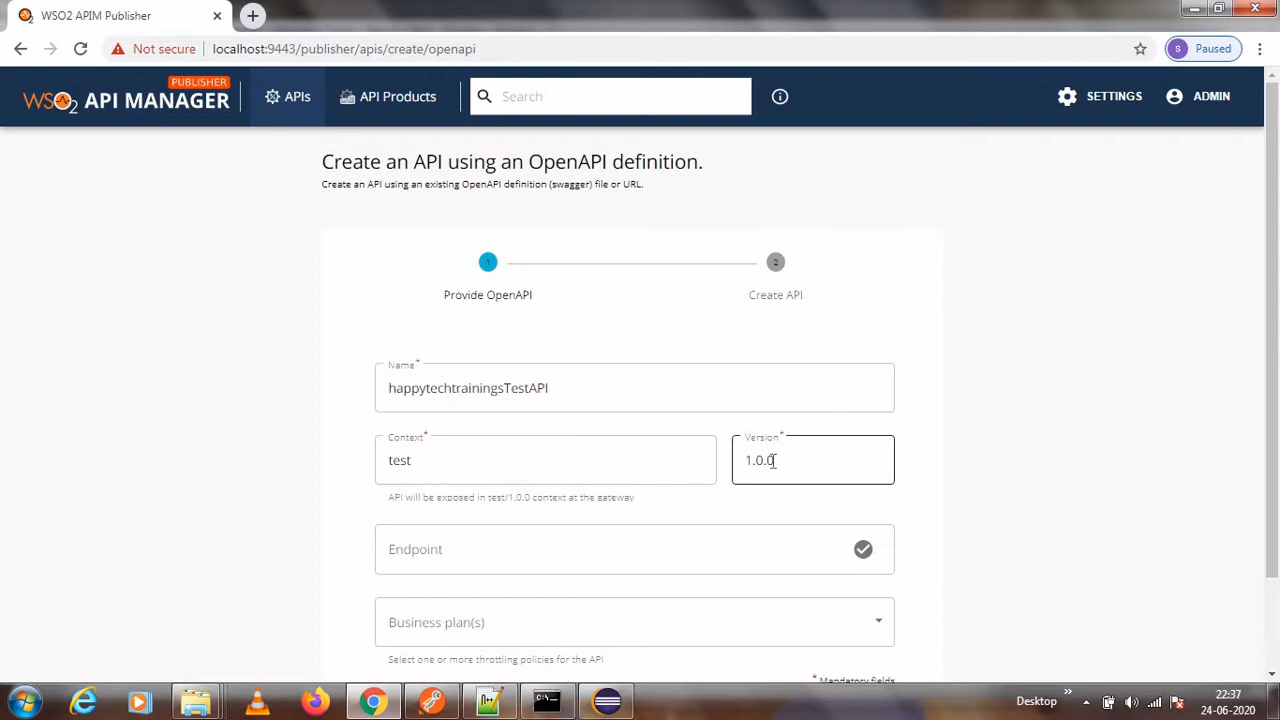 WSO2 APIM Publisher
Not secure localhost:9443/publisher/apis/create/openapi
S Paused
PUBLISHER
WSO2 API MANAGER APIs API Products Search SETTINGS ADMIN
Create an API using an OpenAPI definition.
Create an API using an existing OpenAPI definition (swagger) file or URL.
1 2
Provide OpenAPI Create API
Name*
happytechtrainingsTestAPI
Context* Version*
test 1.0.0
API will be exposed in test/1.0.0 context at the gateway
Endpoint
Business plan(s)
Select one or more throttling policies for the API
* Mandatory fields
Desktop 22:37
24-06-2020